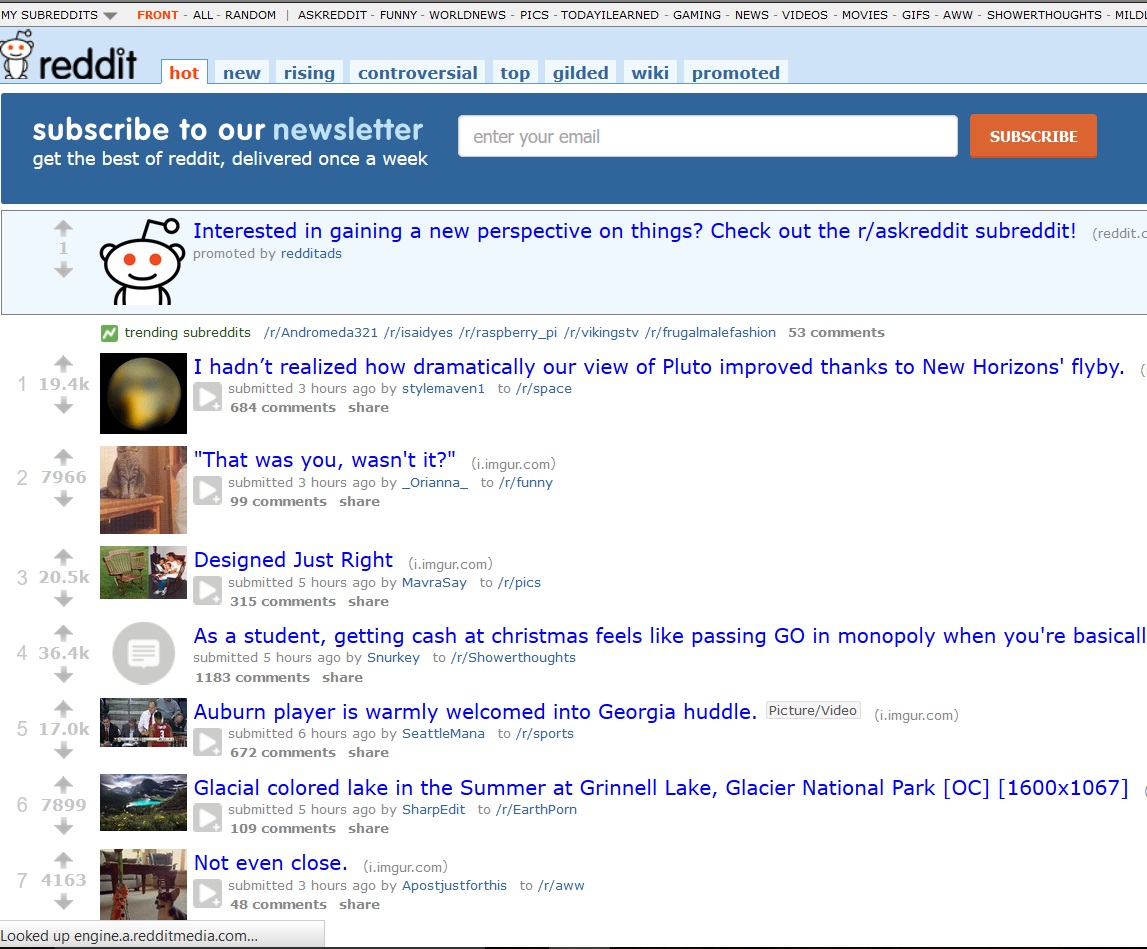 MY SUBREDDITS FRONT - ALL - RANDOM | ASKREDDIT - FUNNY - WORLDNEWS - PICS - TODAYILEARNED - GAMING - NEWS - VIDEOS - MOVIES - GIFS - AWW - SHOWERTHOUGHTS - MILDL
reddit hot new rising controversial top gilded wiki promoted
subscribe to our newsletter
get the best of reddit, delivered once a week
enter your email
SUBSCRIBE
1
Interested in gaining a new perspective on things? Check out the r/askreddit subreddit! (reddit.c
promoted by redditads
trending subreddits /r/Andromeda321 /r/isaidyes /r/raspberry_pi /r/vikingstv /r/frugalmalefashion 53 comments
1 19.4k
I hadn’t realized how dramatically our view of Pluto improved thanks to New Horizons' flyby. (
submitted 3 hours ago by stylemaven1 to /r/space
684 comments share
2 7966
"That was you, wasn't it?" (i.imgur.com)
submitted 3 hours ago by _Orianna_ to /r/funny
99 comments share
3 20.5k
Designed Just Right (i.imgur.com)
submitted 5 hours ago by MavraSay to /r/pics
315 comments share
4 36.4k
As a student, getting cash at christmas feels like passing GO in monopoly when you're basicall
submitted 5 hours ago by Snurkey to /r/Showerthoughts
1183 comments share
5 17.0k
Auburn player is warmly welcomed into Georgia huddle. Picture/Video (i.imgur.com)
submitted 6 hours ago by SeattleMana to /r/sports
672 comments share
6 7899
Glacial colored lake in the Summer at Grinnell Lake, Glacier National Park [OC] [1600x1067] (
submitted 5 hours ago by SharpEdit to /r/EarthPorn
109 comments share
7 4163
Not even close. (i.imgur.com)
submitted 3 hours ago by Apostjustforthis to /r/aww
48 comments share
Looked up engine.a.redditmedia.com...